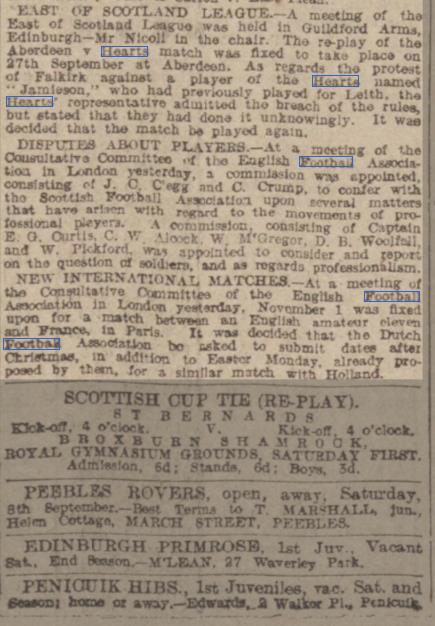 EAST OF SCOTLAND LEAGUE.—A meeting of the
East of Scotland League was held in Guildford Arms,
Edinburgh—Mr Nicoll in the chair. The re-play of the
Aberdeen v Hearts match was fixed to take place on
27th September at Aberdeen. As regards the protest
of Falkirk against a player of the Hearts named
"Jamieson," who had previously played for Leith, the
Hearts' representative admitted the breach of the rules,
but stated that they had done it unknowingly. It was
decided that the match be played again.
DISPUTES ABOUT PLAYERS.—At a meeting of the
Consultative Committee of the English Football Associa-
tion in London yesterday, a commission was appointed,
consisting of J. C. Clegg and C. Crump, to confer with
the Scottish Football Association upon several matters
that have arisen with regard to the movements of pro-
fessional players. A commission, consisting of Captain
E. G. Curtis, C. W. Alcock, W. M'Gregor, D. B. Woolfall,
and W. Pickford, was appointed to consider and report
on the question of soldiers, and as regards professionalism.
NEW INTERNATIONAL MATCHES.—At a meeting of
the Consultative Committee of the English Football
Association in London yesterday, November 1 was fixed
upon for a match between an English amateur eleven
and France, in Paris. It was decided that the Dutch
Football Association be asked to submit dates after
Christmas, in addition to Easter Monday, already pro-
posed by them, for a similar match with Holland.
SCOTTISH CUP TIE (RE-PLAY).
ST BERNARDS
Kick-off, 4 o'clock. V. Kick-off, 4 o'clock.
BROXBURN SHAMROCK,
ROYAL GYMNASIUM GROUNDS, SATURDAY FIRST.
Admission, 6d; Stands, 6d; Boys, 3d.
PEEBLES ROVERS, open, away, Saturday,
8th September.—Best Terms to T. MARSHALL, jun.,
Helen Cottage, MARCH STREET, PEEBLES.
EDINBURGH PRIMROSE, 1st Juv., Vacant
Sat., End Season.—M'LEAN, 27 Waverley Park.
PENICUIK HIBS., 1st Juveniles, vac. Sat. and
Season; home or away.—Edwards, 2 Walker Pl., Penicuik.